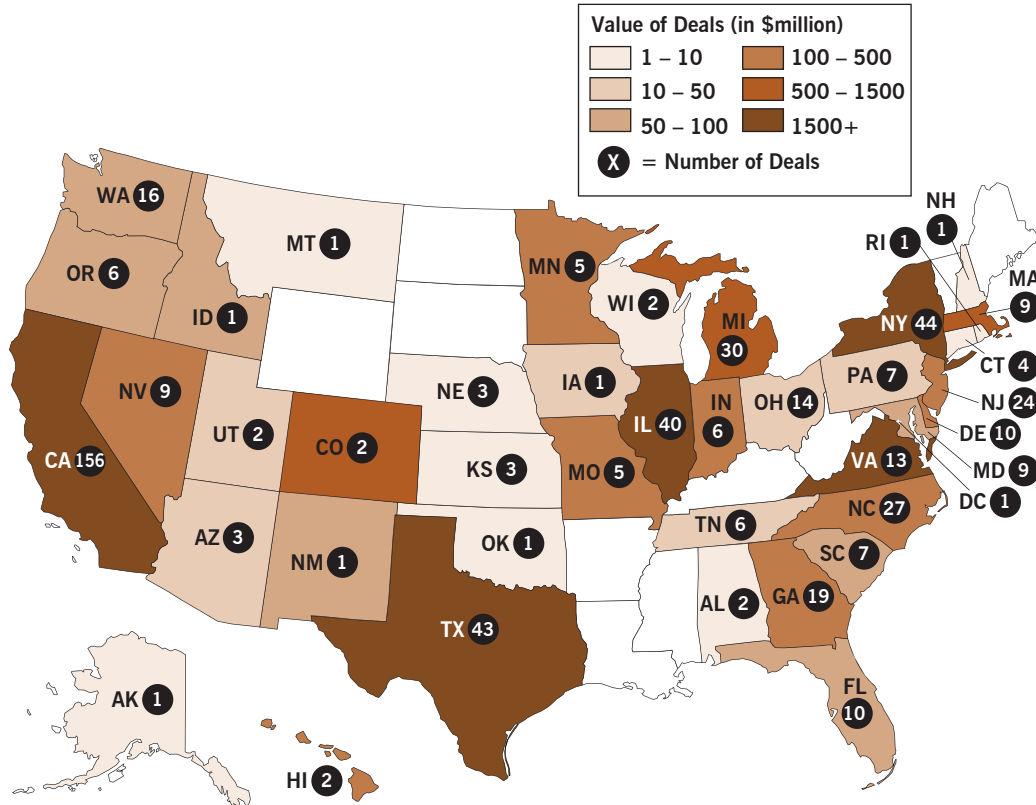 Value of Deals (in $million)
1 – 10
100 – 500
10 – 50
500 – 1500
50 – 100
1500+
X = Number of Deals
NH
1
WA 16
RI 1
MT 1
MN 5
OR 6
MA
9
WI 2
ID 1
MI
30
NY 44
CT 4
PA 7
NV 9
NE 3
IA 1
OH 14
IN
6
NJ 24
UT 2
CO 2
IL 40
DE 10
CA 156
KS 3
MO 5
VA 13
MD 9
DC 1
NC 27
TN 6
AZ 3
OK 1
NM 1
SC 7
AL 2
GA 19
TX 43
FL
10
AK 1
HI 2